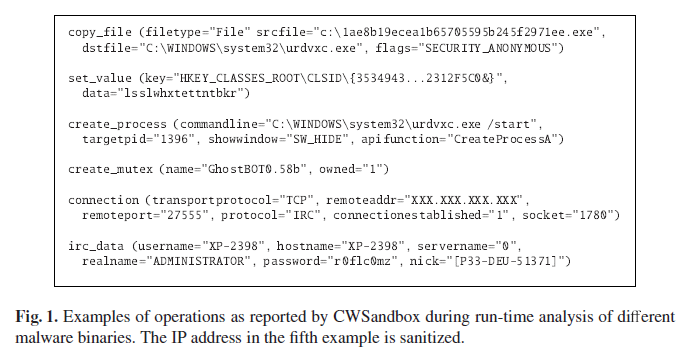 copy_file (filetype="File" srcfile="c:\1ae8b19ecea1b65705595b245f2971ee.exe",
dstfile="C:\WINDOWS\system32\urdvxc.exe", flags="SECURITY_ANONYMOUS")
set_value (key="HKEY_CLASSES_ROOT\CLSID\{3534943...2312F5C0&}",
data="lsslwhxtettntbkr")
create_process (commandline="C:\WINDOWS\system32\urdvxc.exe /start",
targetpid="1396", showwindow="SW_HIDE", apifunction="CreateProcessA")
create_mutex (name="GhostBOT0.58b", owned="1")
connection (transportprotocol="TCP", remoteaddr="XXX.XXX.XXX.XXX",
remoteport="27555", protocol="IRC", connectionestablished="1", socket="1780")
irc_data (username="XP-2398", hostname="XP-2398", servername="0",
realname="ADMINISTRATOR", password="r0flc0mz", nick="[P33-DEU-51371]")
Fig. 1. Examples of operations as reported by CWSandbox during run-time analysis of different
malware binaries. The IP address in the fifth example is sanitized.